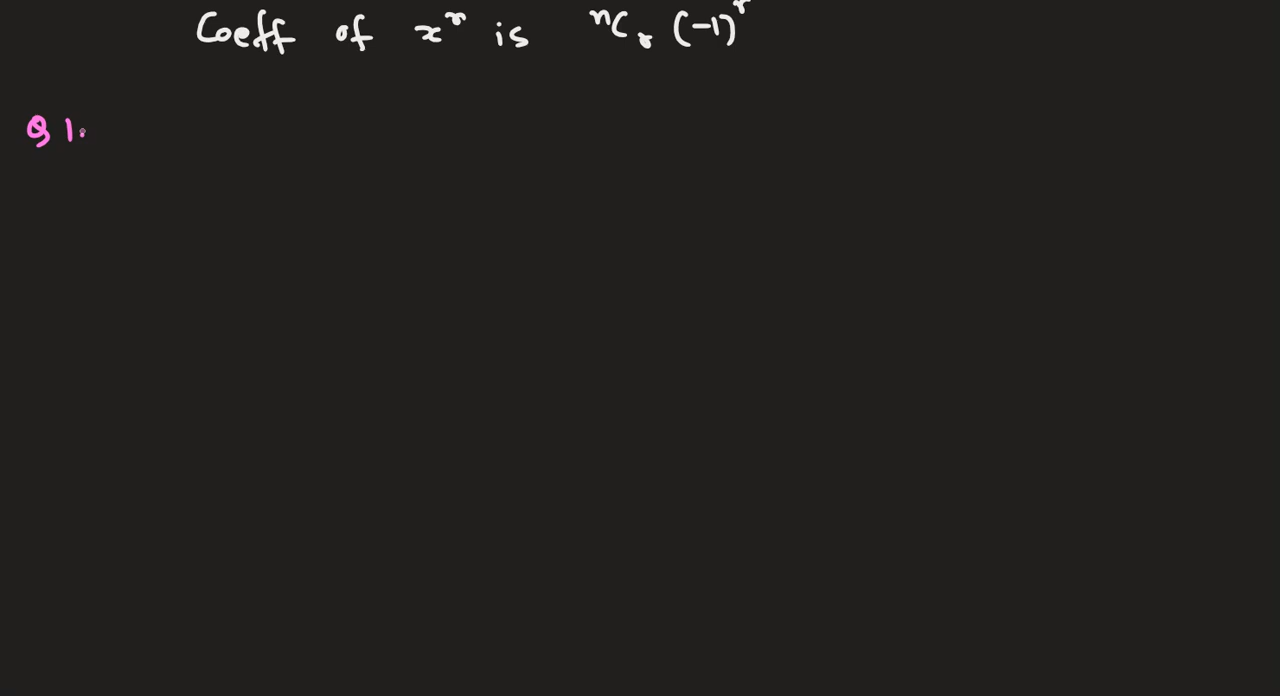 Coeff of x^r is ^nC_r (-1)^r
Q 1.